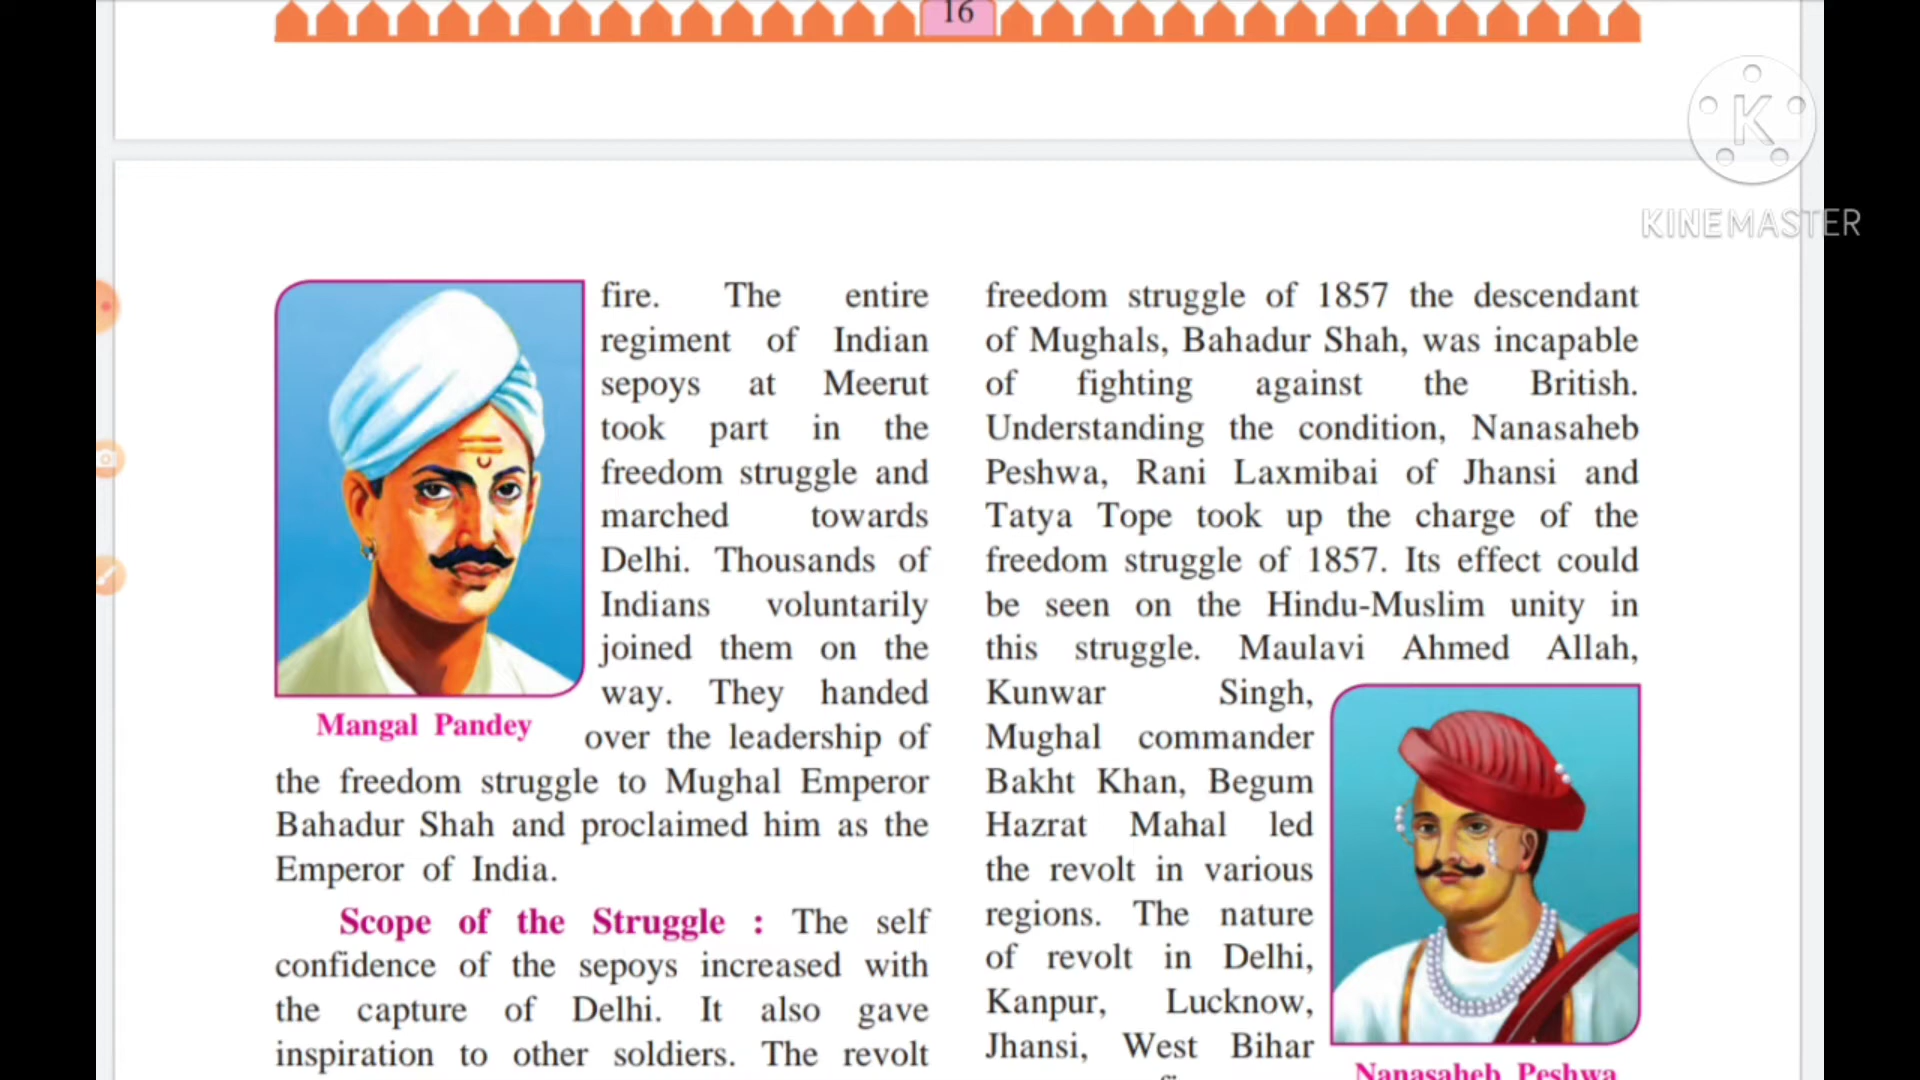 16
K
KINEMASTER
fire. The entire
regiment of Indian
sepoys at Meerut
took part in the
freedom struggle and
marched towards
Delhi. Thousands of
Indians voluntarily
joined them on the
way. They handed
Mangal Pandey
over the leadership of
the freedom struggle to Mughal Emperor
Bahadur Shah and proclaimed him as the
Emperor of India.
Scope of the Struggle : The self
confidence of the sepoys increased with
the capture of Delhi. It also gave
inspiration to other soldiers. The revolt
freedom struggle of 1857 the descendant
of Mughals, Bahadur Shah, was incapable
of fighting against the British.
Understanding the condition, Nanasaheb
Peshwa, Rani Laxmibai of Jhansi and
Tatya Tope took up the charge of the
freedom struggle of 1857. Its effect could
be seen on the Hindu-Muslim unity in
this struggle. Maulavi Ahmed Allah,
Kunwar Singh,
Mughal commander
Bakht Khan, Begum
Hazrat Mahal led
the revolt in various
regions. The nature
of revolt in Delhi,
Kanpur, Lucknow,
Jhansi, West Bihar
Nanasaheb Peshwa